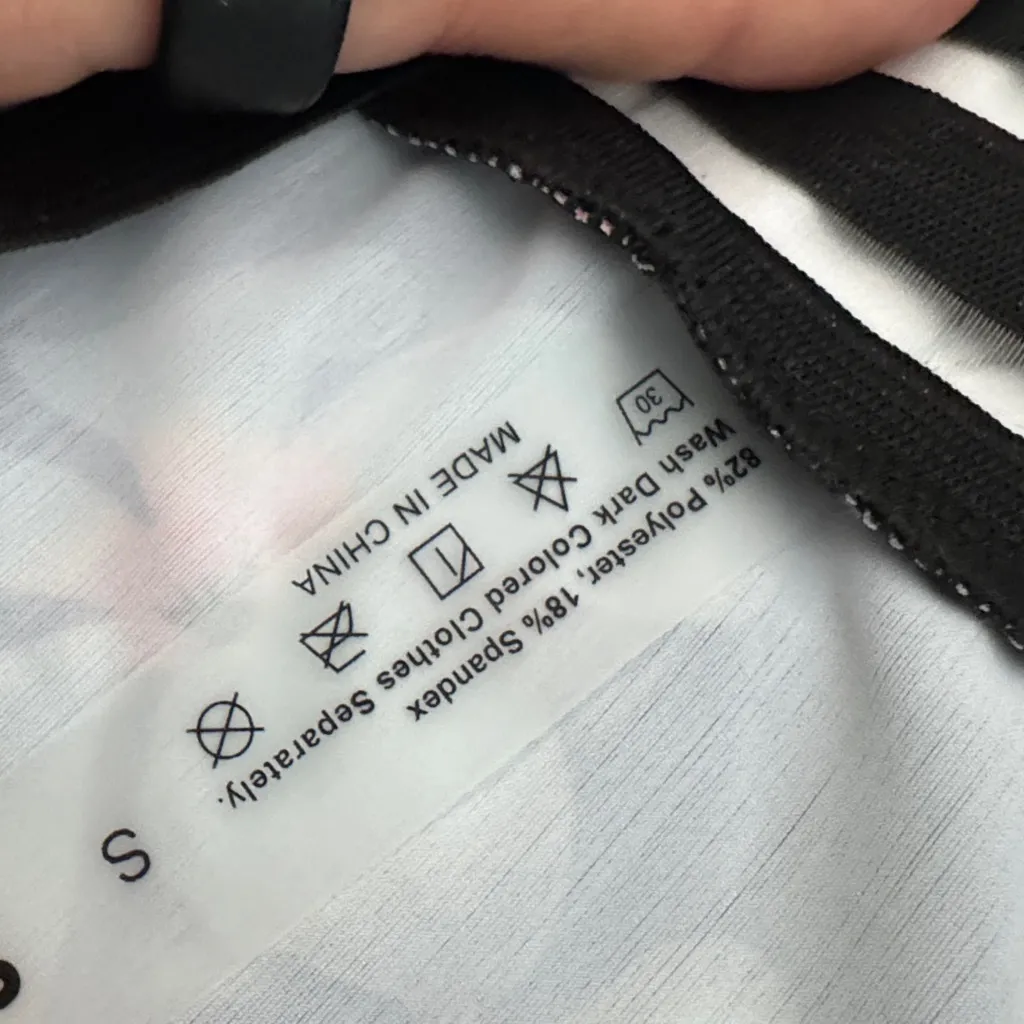 82% Polyester, 18% Spandex
Wash Dark Colored Clothes Separately.
30
MADE IN CHINA
S